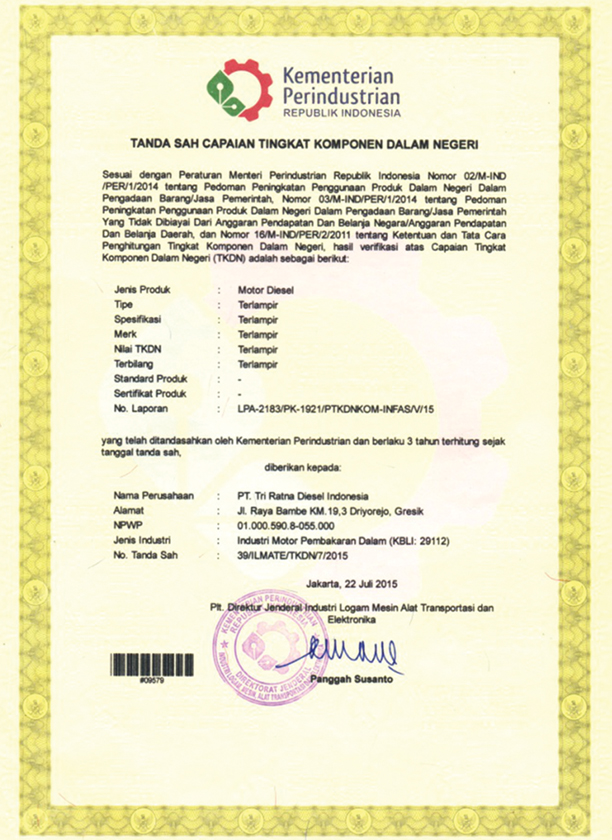 Kementerian
Perindustrian
REPUBLIK INDONESIA
TANDA SAH CAPAIAN TINGKAT KOMPONEN DALAM NEGERI
Sesuai dengan Peraturan Menteri Perindustrian Republik Indonesia Nomor 02/M-IND
/PER/1/2014 tentang Pedoman Peningkatan Penggunaan Produk Dalam Negeri Dalam
Pengadaan Barang/Jasa Pemerintah, Nomor 03/M-IND/PER/1/2014 tentang Pedoman
Peningkatan Penggunaan Produk Dalam Negeri Dalam Pengadaan Barang/Jasa Pemerintah
Yang Tidak Dibiayai Dari Anggaran Pendapatan Dan Belanja Negara/Anggaran Pendapatan
Dan Belanja Daerah, dan Nomor 16/M-IND/PER/2/2011 tentang Ketentuan dan Tata Cara
Penghitungan Tingkat Komponen Dalam Negeri, hasil verifikasi atas Capaian Tingkat
Komponen Dalam Negeri (TKDN) adalah sebagai berikut:
Jenis Produk : Motor Diesel
Tipe : Terlampir
Spesifikasi : Terlampir
Merk : Terlampir
Nilai TKDN : Terlampir
Terbilang : Terlampir
Standard Produk : -
Sertifikat Produk : -
No. Laporan : LPA-2183/PK-1921/PTKDNKOM-INFAS/V/15
yang telah ditandasahkan oleh Kementerian Perindustrian dan berlaku 3 tahun terhitung sejak
tanggal tanda sah,
diberikan kepada:
Nama Perusahaan : PT. Tri Ratna Diesel Indonesia
Alamat : Jl. Raya Bambe KM.19,3 Driyorejo, Gresik
NPWP : 01.000.590.8-055.000
Jenis Industri : Industri Motor Pembakaran Dalam (KBLI: 29112)
No. Tanda Sah : 39/ILMATE/TKDN/7/2015
Jakarta, 22 Juli 2015
Plt. Direktur Jenderal Industri Logam Mesin Alat Transportasi dan
Elektronika
KEMENTERIAN PERINDUSTRIAN
REPUBLIK INDONESIA
DIREKTORAT JENDERAL
INDUSTRI LOGAM, MESIN, ALAT TRANSPORTASI
Panggah Susanto
#09579